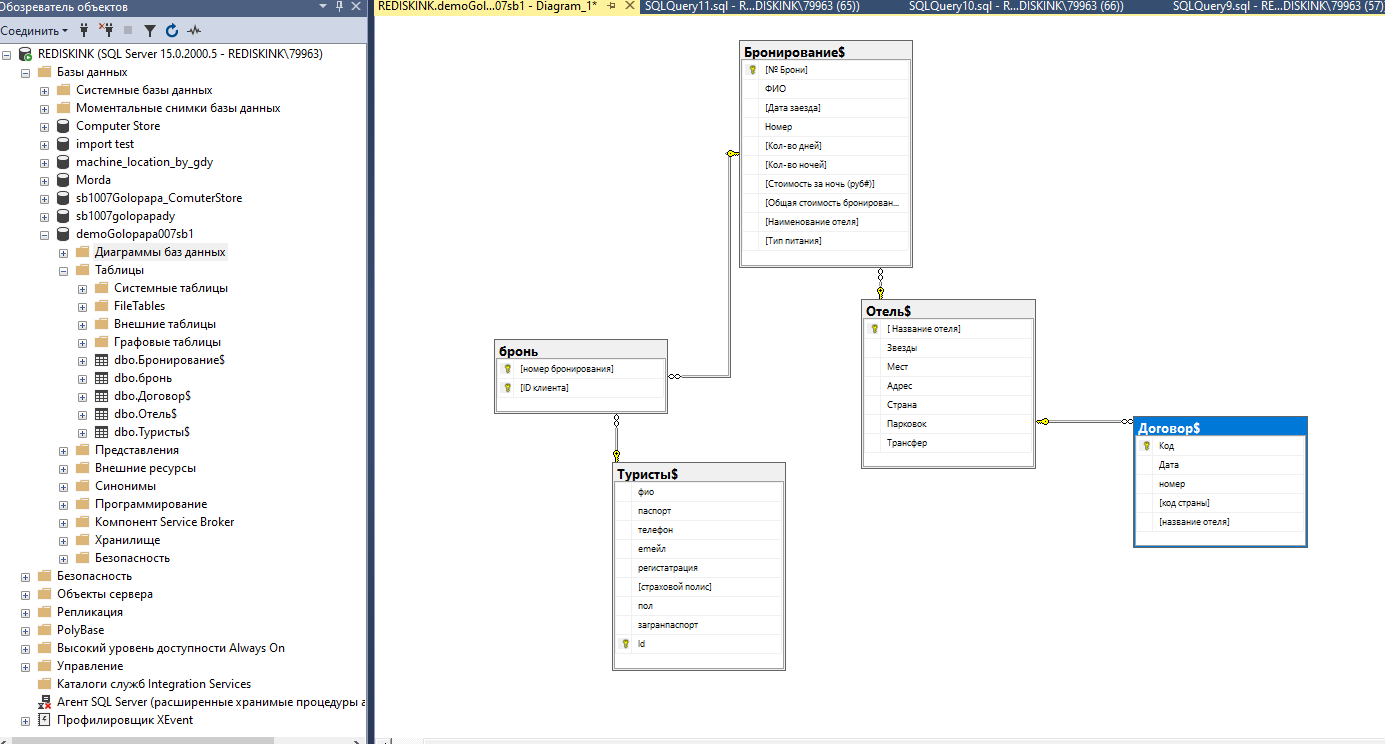 Обозреватель объектов
Соединить
REDISKINK (SQL Server 15.0.2000.5 - REDISKINK\79963)
Базы данных
Системные базы данных
Моментальные снимки базы данных
Computer Store
import test
machine_location_by_gdy
Morda
sb1007Golopapa_ComuterStore
sb1007golopapady
demoGolopapa007sb1
Диаграммы баз данных
Таблицы
Системные таблицы
FileTables
Внешние таблицы
Графовые таблицы
dbo.Бронирование$
dbo.бронь
dbo.Договор$
dbo.Отель$
dbo.Туристы$
Представления
Внешние ресурсы
Синонимы
Программирование
Компонент Service Broker
Хранилище
Безопасность
Безопасность
Объекты сервера
Репликация
PolyBase
Высокий уровень доступности Always On
Управление
Каталоги служб Integration Services
Агент SQL Server (расширенные хранимые процедуры а
Профилировщик XEvent
REDISKINK.demoGol...07sb1 - Diagram_1*
SQLQuery11.sql - R...DISKINK\79963 (65))
SQLQuery10.sql - R...DISKINK\79963 (66))
SQLQuery9.sql - RE...DISKINK\79963 (57)
Бронирование$
[№ Брони]
ФИО
[Дата заезда]
Номер
[Кол-во дней]
[Кол-во ночей]
[Стоимость за ночь (руб#)]
[Общая стоимость бронирован...
[Наименование отеля]
[Тип питания]
Отель$
[ Название отеля]
Звезды
Мест
Адрес
Страна
Парковок
Трансфер
бронь
[номер бронирования]
[ID клиента]
Договор$
Код
Дата
номер
[код страны]
[название отеля]
Туристы$
фио
паспорт
телефон
емейл
регистатрация
[страховой полис]
пол
загранпаспорт
Id